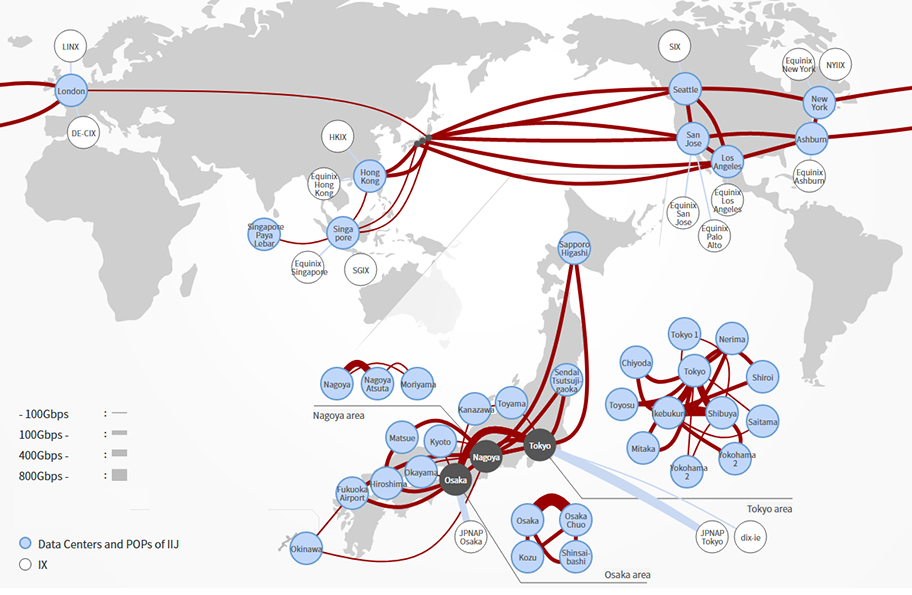 LINX
London
DE-CIX
HKIX
Equinix
Hong
Kong
Hong
Kong
Singapore
Paya
Lebar
Singa
pore
Equinix
Singapore
SGIX
SIX
Seattle
Equinix
New York
NYIIX
New
York
San
Jose
Ashburn
Los
Angeles
Equinix
Ashburn
Equinix
San
Jose
Equinix
Los
Angeles
Equinix
Palo
Alto
Sapporo
Higashi
Nagoya
Nagoya
Atsuta
Moriyama
Nagoya area
Sendai
Tsutsuji-
gaoka
Kanazawa
Toyama
Matsue
Kyoto
Nagoya
Tokyo
Okayama
Osaka
Hiroshima
Fukuoka
Airport
Okinawa
JPNAP
Osaka
Tokyo 1
Nerima
Chiyoda
Tokyo
Shiroi
Toyosu
kebukur
Shibuya
Saitama
Mitaka
Yokohama
2
Yokohama
2
Tokyo area
JPNAP
Tokyo
dix-ie
Osaka
Osaka
Chuo
Kozu
Shinsai-
bashi
Osaka area
- 100Gbps :
100Gbps - :
400Gbps - :
800Gbps - :
Data Centers and POPs of IIJ
IX